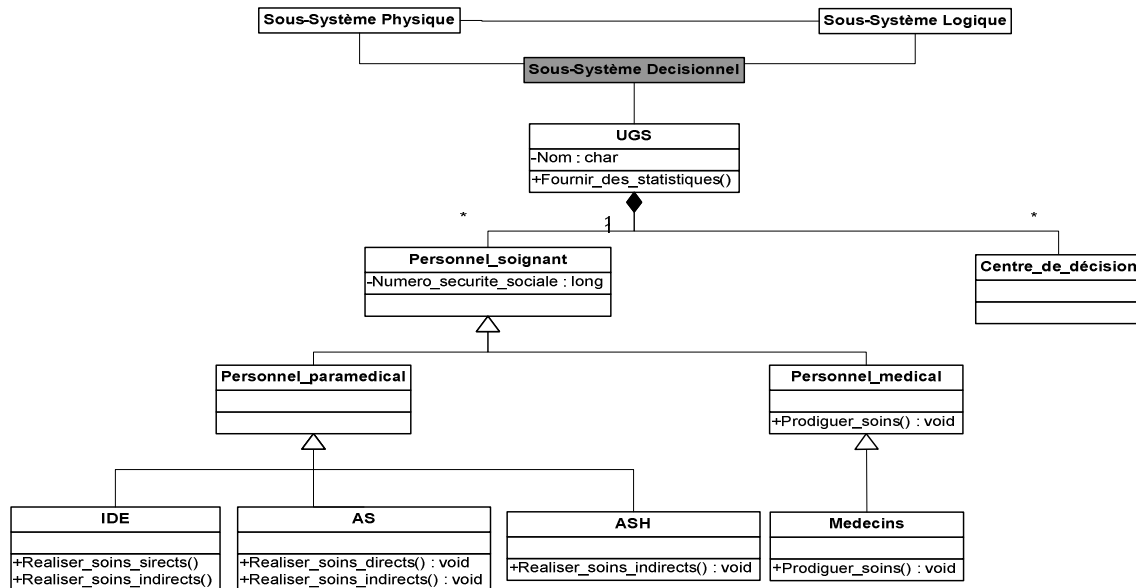 Sous-Système Physique
Sous-Système Logique
Sous-Système Decisionnel
UGS
-Nom : char
+Fournir_des_statistiques()
*
1
*
Personnel_soignant
-Numero_securite_sociale : long
Centre_de_décision
Personnel_paramedical
Personnel_medical
+Prodiguer_soins() : void
IDE
+Realiser_soins_sirects()
+Realiser_soins_indirects()
AS
+Realiser_soins_directs() : void
+Realiser_soins_indirects() : void
ASH
+Realiser_soins_indirects() : void
Medecins
+Prodiguer_soins() : void